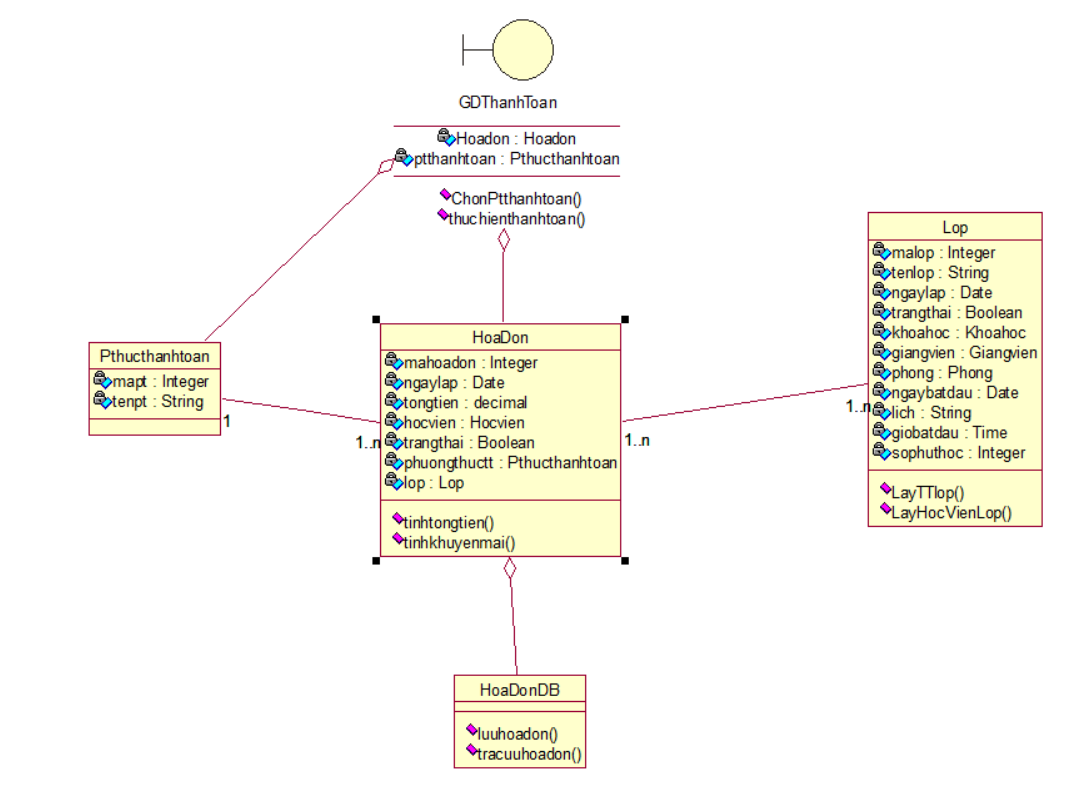 GDThanhToan
Hoadon : Hoadon
ptthanhtoan : Pthucthanhtoan
ChonPtthanhtoan()
thuchienthanhtoan()
Pthucthanhtoan
mapt : Integer
tenpt : String
1
1..n
HoaDon
mahoadon : Integer
ngaylap : Date
tongtien : decimal
hocvien : Hocvien
trangthai : Boolean
phuongthuctt : Pthucthanhtoan
lop : Lop
tinhtongtien()
tinhkhuyenmai()
1..n
1..n
Lop
malop : Integer
tenlop : String
ngaylap : Date
trangthai : Boolean
khoahoc : Khoahoc
giangvien : Giangvien
phong : Phong
ngaybatdau : Date
lich : String
giobatdau : Time
sophuthoc : Integer
LayTTlop()
LayHocVienLop()
HoaDonDB
luuhoadon()
tracuuhoadon()